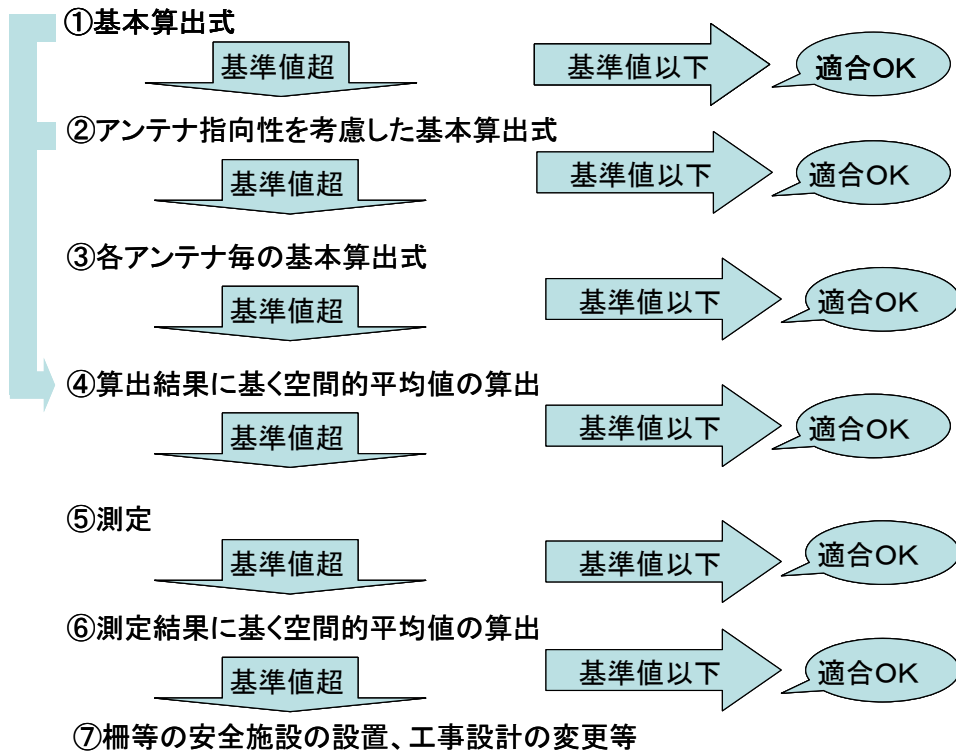 ①基本算出式
基準値超 基準値以下 適合OK
②アンテナ指向性を考慮した基本算出式
基準値超 基準値以下 適合OK
③各アンテナ毎の基本算出式
基準値超 基準値以下 適合OK
④算出結果に基く空間的平均値の算出
基準値超 基準値以下 適合OK
⑤測定
基準値超 基準値以下 適合OK
⑥測定結果に基く空間的平均値の算出
基準値超 基準値以下 適合OK
⑦柵等の安全施設の設置、工事設計の変更等